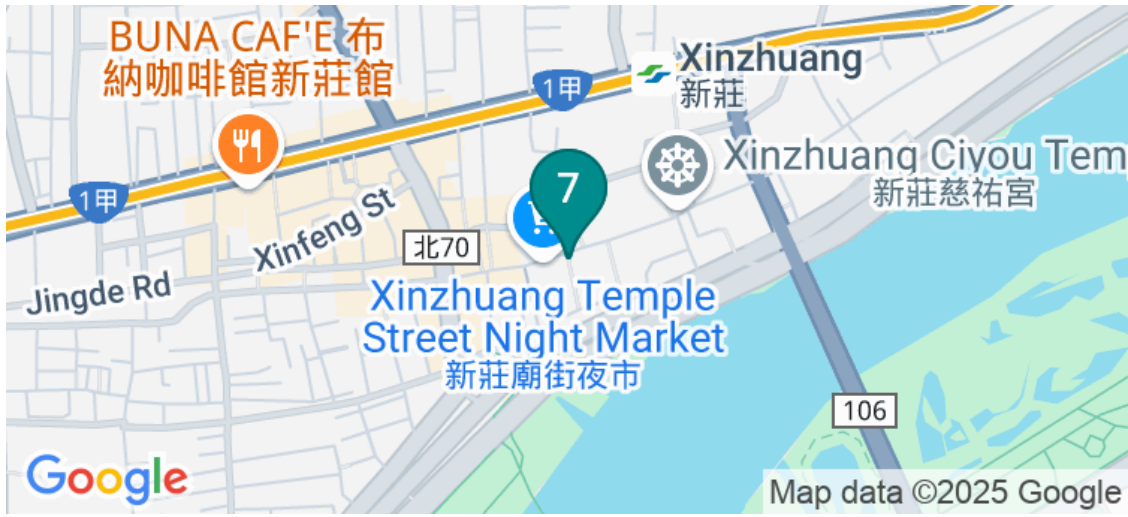 BUNA CAF'E 布
納咖啡館新莊館
1甲
Xinzhuang
新莊
7
Xinzhuang Ciyou Tem
新莊慈祐宮
1甲
Xinfeng St
北70
Jingde Rd
Xinzhuang Temple
Street Night Market
新莊廟街夜市
106
Google
Map data ©2025 Google